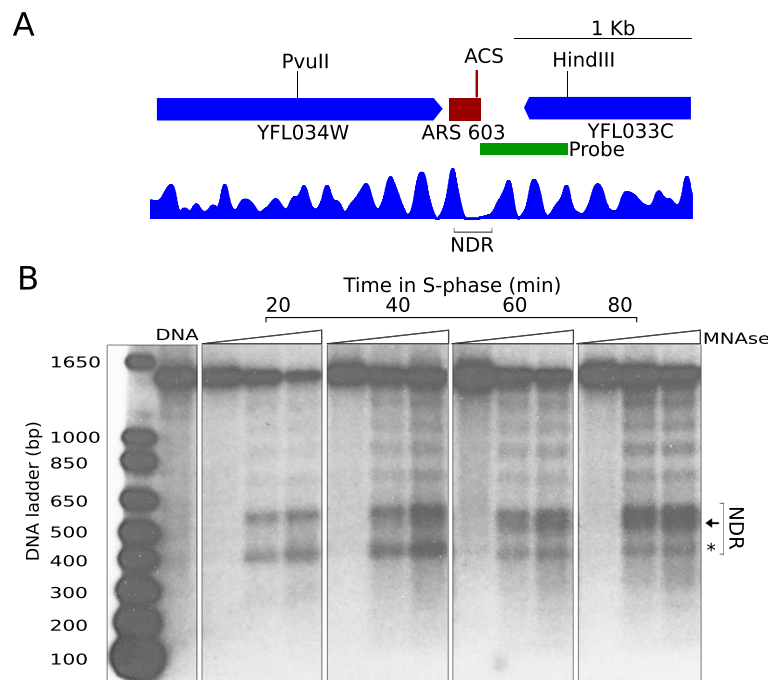 A
1 Kb
PvuII
ACS
HindIII
YFL034W
ARS 603
YFL033C
Probe
NDR
B
Time in S-phase (min)
20 40 60 80
DNA
MNAse
DNA ladder (bp)
1650
1000
850
650
500
400
300
200
100
*
NDR